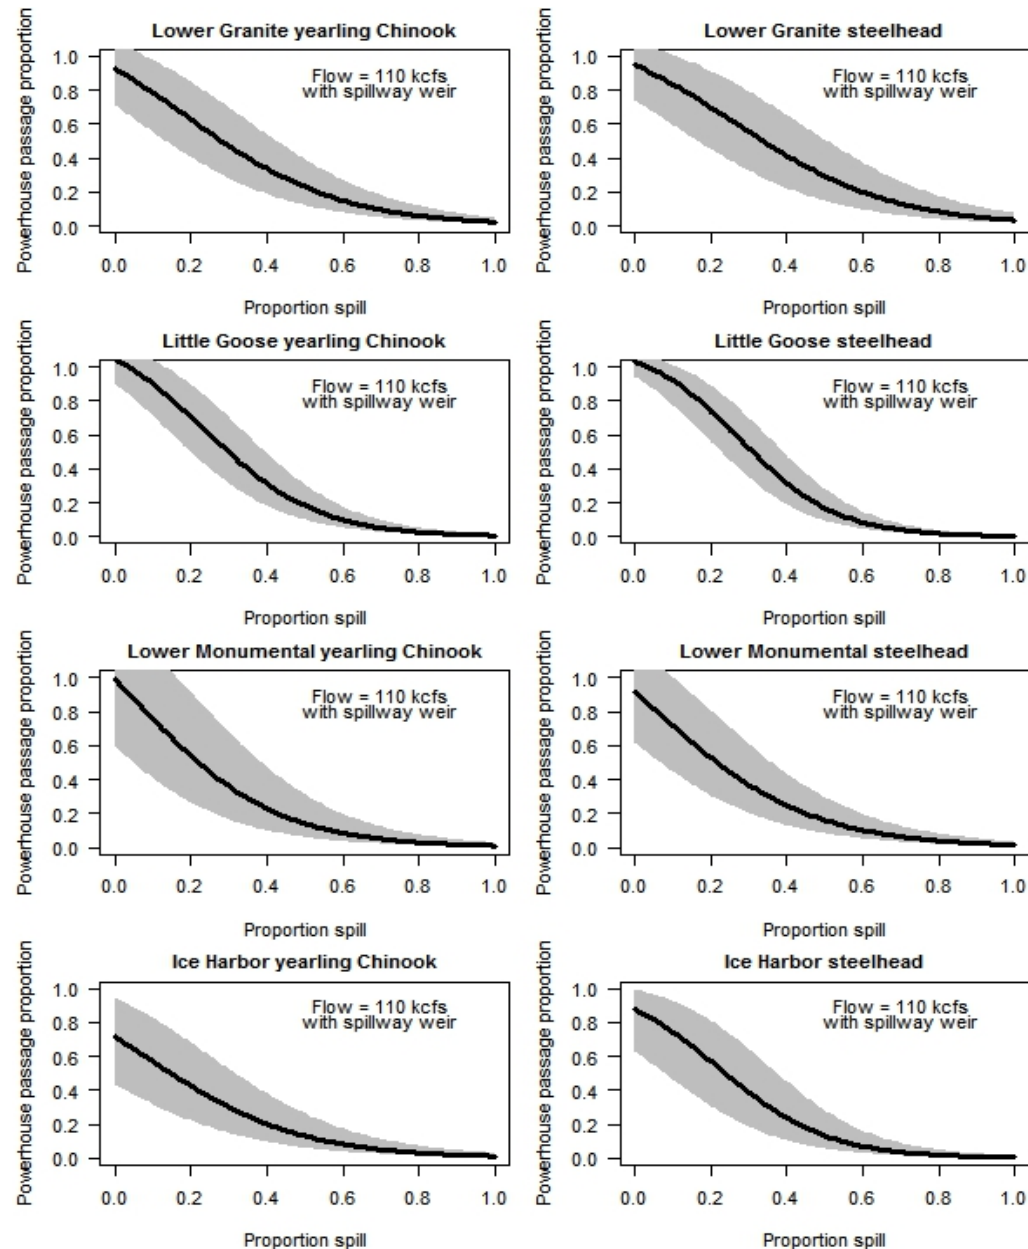 Lower Granite yearling Chinook
Powerhouse passage proportion
1.0
0.8
0.6
0.4
0.2
0.0
Flow = 110 kcfs
with spillway weir
0.0 0.2 0.4 0.6 0.8 1.0
Proportion spill
Lower Granite steelhead
Powerhouse passage proportion
1.0
0.8
0.6
0.4
0.2
0.0
Flow = 110 kcfs
with spillway weir
0.0 0.2 0.4 0.6 0.8 1.0
Proportion spill
Little Goose yearling Chinook
Powerhouse passage proportion
1.0
0.8
0.6
0.4
0.2
0.0
Flow = 110 kcfs
with spillway weir
0.0 0.2 0.4 0.6 0.8 1.0
Proportion spill
Little Goose steelhead
Powerhouse passage proportion
1.0
0.8
0.6
0.4
0.2
0.0
Flow = 110 kcfs
with spillway weir
0.0 0.2 0.4 0.6 0.8 1.0
Proportion spill
Lower Monumental yearling Chinook
Powerhouse passage proportion
1.0
0.8
0.6
0.4
0.2
0.0
Flow = 110 kcfs
with spillway weir
0.0 0.2 0.4 0.6 0.8 1.0
Proportion spill
Lower Monumental steelhead
Powerhouse passage proportion
1.0
0.8
0.6
0.4
0.2
0.0
Flow = 110 kcfs
with spillway weir
0.0 0.2 0.4 0.6 0.8 1.0
Proportion spill
Ice Harbor yearling Chinook
Powerhouse passage proportion
1.0
0.8
0.6
0.4
0.2
0.0
Flow = 110 kcfs
with spillway weir
0.0 0.2 0.4 0.6 0.8 1.0
Proportion spill
Ice Harbor steelhead
Powerhouse passage proportion
1.0
0.8
0.6
0.4
0.2
0.0
Flow = 110 kcfs
with spillway weir
0.0 0.2 0.4 0.6 0.8 1.0
Proportion spill